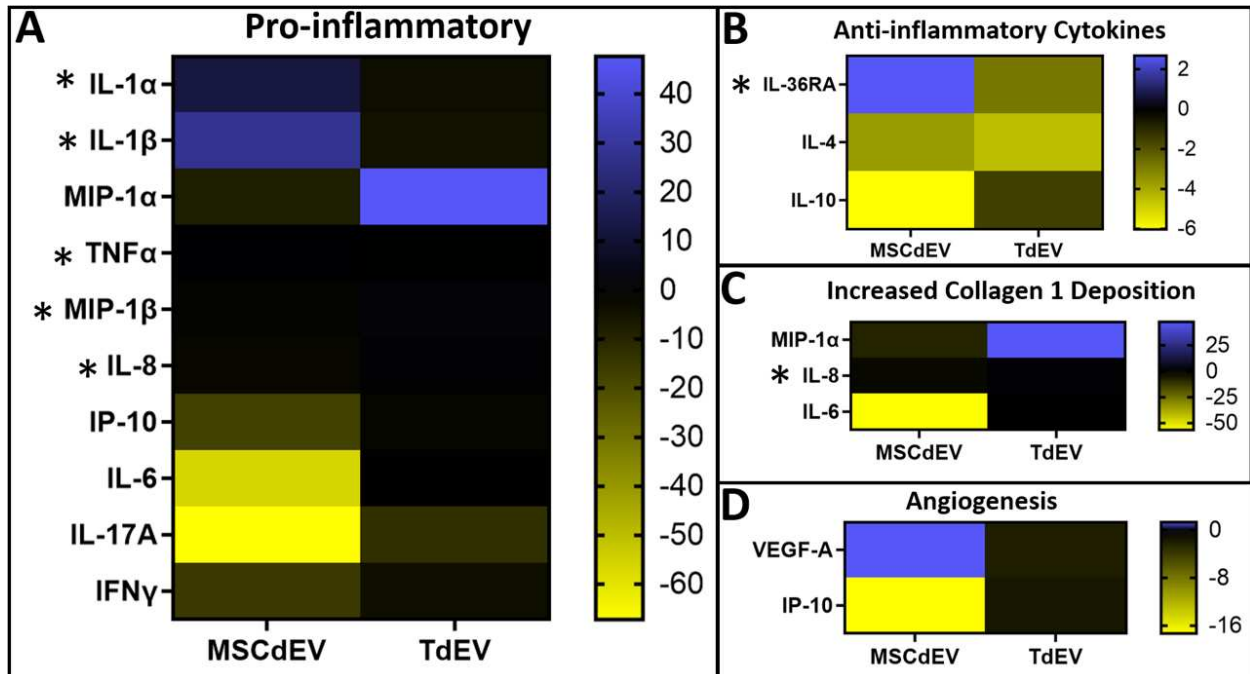 A
Pro-inflammatory
* IL-1α
* IL-1β
MIP-1α
* TNFα
* MIP-1β
* IL-8
IP-10
IL-6
IL-17A
IFNγ
MSCdEV TdEV
40
30
20
10
0
-10
-20
-30
-40
-50
-60
B
Anti-inflammatory Cytokines
* IL-36RA
IL-4
IL-10
MSCdEV TdEV
2
0
-2
-4
-6
C
Increased Collagen 1 Deposition
MIP-1α
* IL-8
IL-6
MSCdEV TdEV
25
0
-25
-50
D
Angiogenesis
VEGF-A
IP-10
MSCdEV TdEV
0
-8
-16